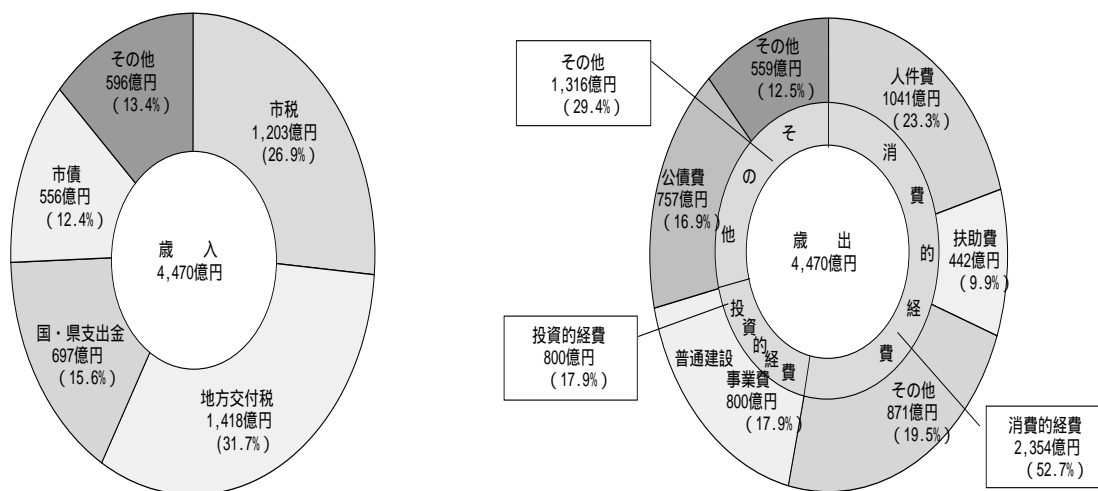 その他
596億円
(13.4%)
市税
1,203億円
(26.9%)
市債
556億円
(12.4%)
歳　入
4,470億円
国・県支出金
697億円
(15.6%)
地方交付税
1,418億円
(31.7%)
その他
1,316億円
(29.4%)
その他
559億円
(12.5%)
人件費
1041億円
(23.3%)
公債費
757億円
(16.9%)
その他
消費的経費
扶助費
442億円
(9.9%)
歳　出
4,470億円
投資的経費
800億円
(17.9%)
投資的経費
普通建設
事業費
800億円
(17.9%)
その他
871億円
(19.5%)
消費的経費
2,354億円
(52.7%)